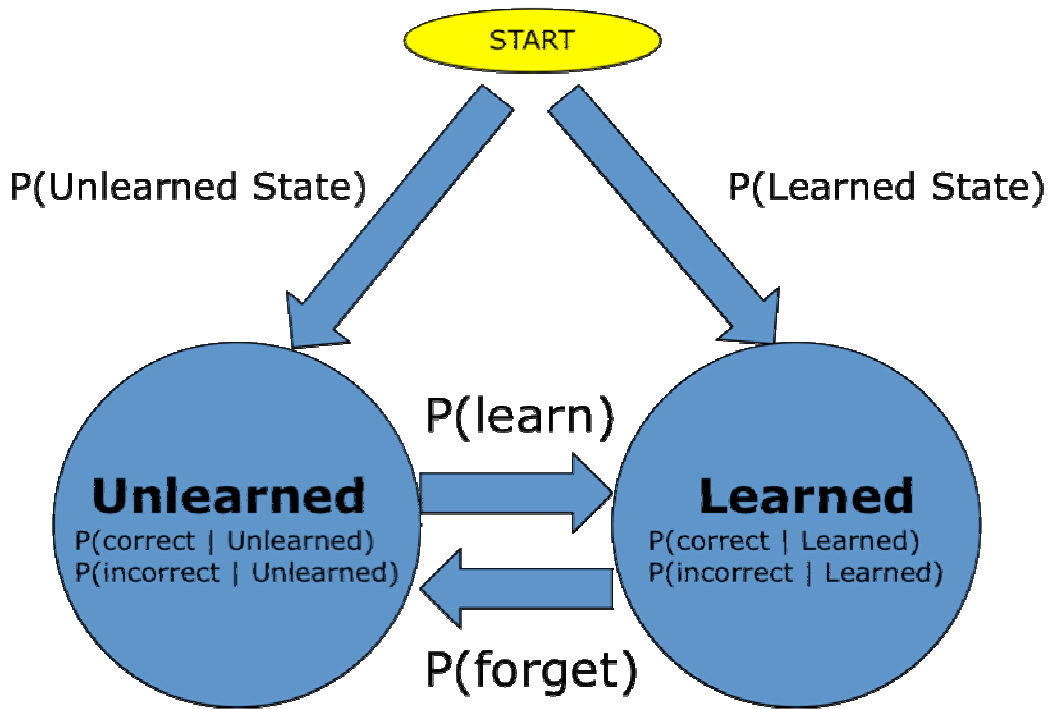 START
P(Unlearned State)
P(Learned State)
P(learn)
Unlearned
P(correct | Unlearned)
P(incorrect | Unlearned)
Learned
P(correct | Learned)
P(incorrect | Learned)
P(forget)